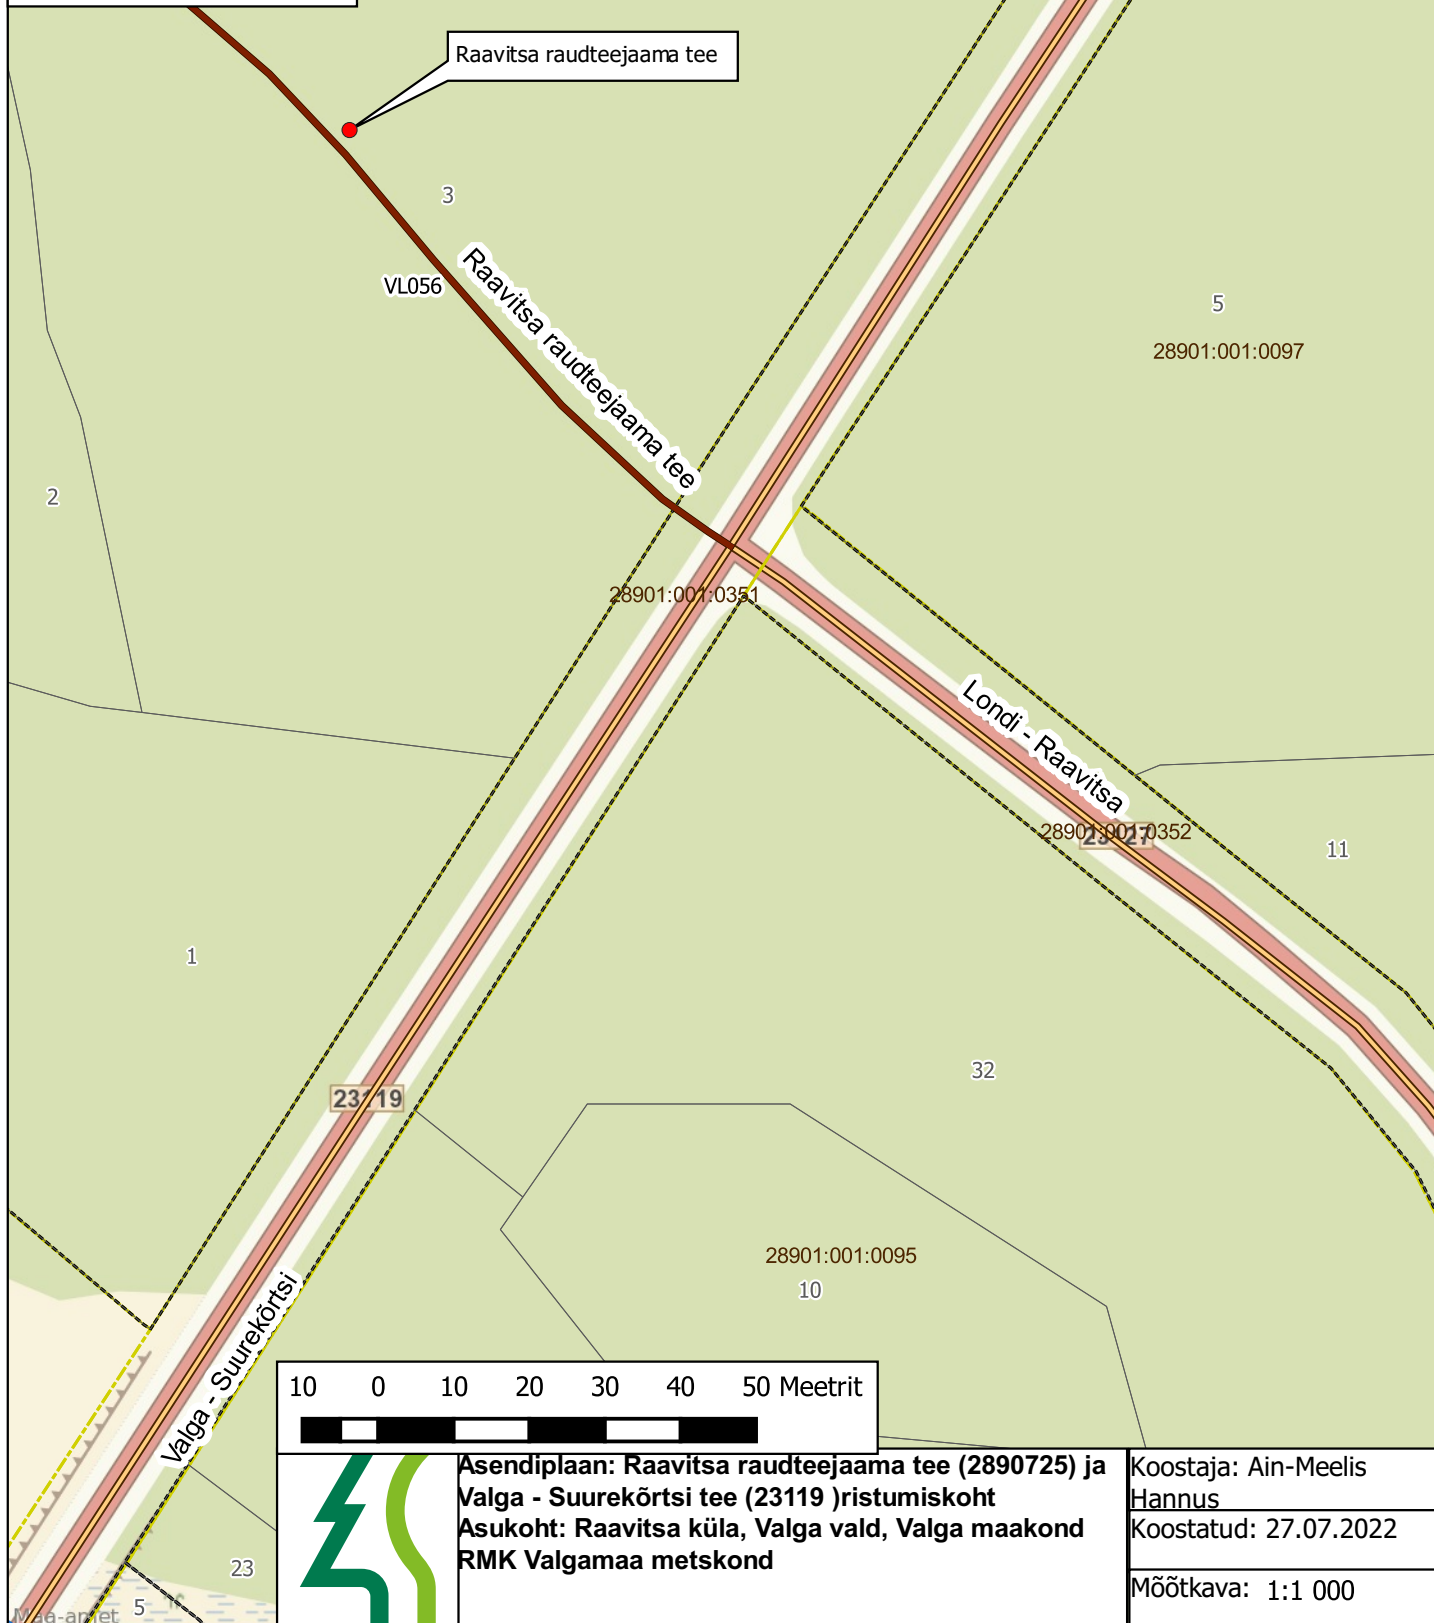 Raavitsa raudteejaama tee
3
VL056
Raavitsa raudteejaama tee
5
28901:001:0097
2
28901:001:0351
Londi - Raavitsa
28901:001:0352
11
1
32
23119
28901:001:0095
10
Valga - Suurekõrtsi
10 0 10 20 30 40 50 Meetrit
Asendiplaan: Raavitsa raudteejaama tee (2890725) ja
Valga - Suurekõrtsi tee (23119 )ristumiskoht
Asukoht: Raavitsa küla, Valga vald, Valga maakond
RMK Valgamaa metskond
Koostaja: Ain-Meelis
Hannus
Koostatud: 27.07.2022
Mõõtkava: 1:1 000
23
5
Maa-amet